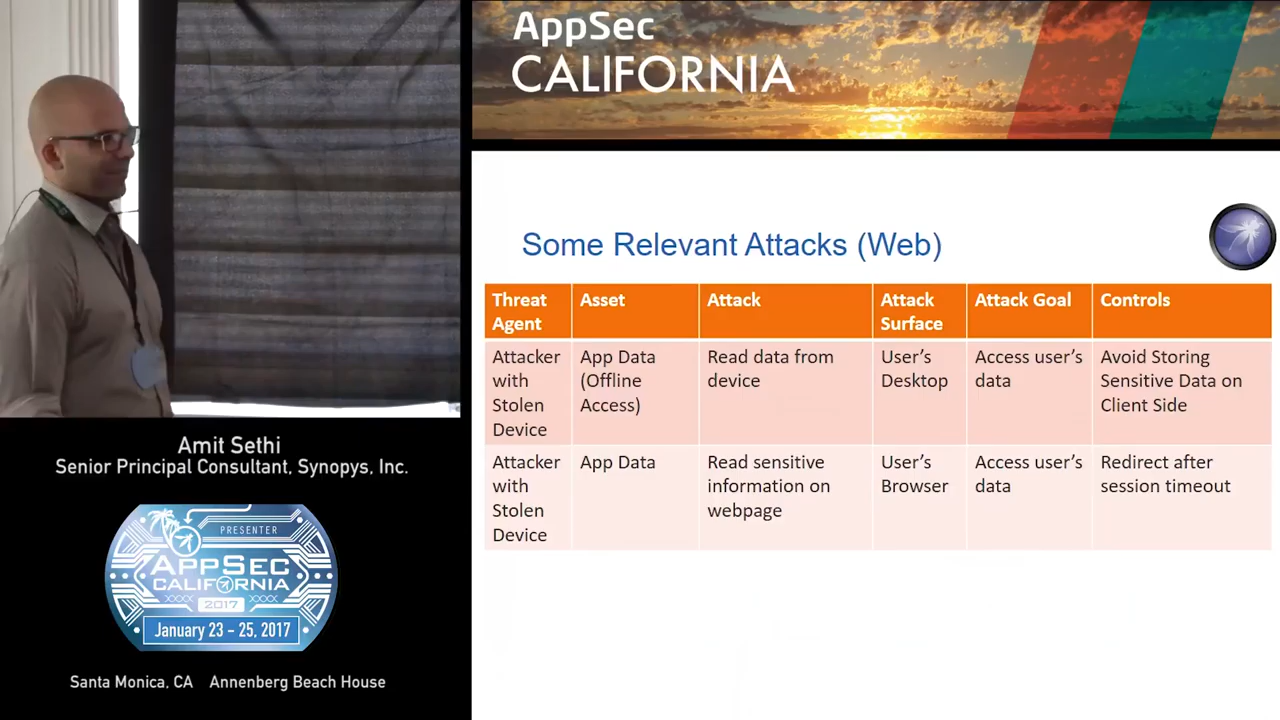 AppSec
CALIFORNIA
Some Relevant Attacks (Web)
Threat
Agent
Asset
Attack
Attack
Surface
Attack Goal
Controls
Attacker
with
Stolen
Device
App Data
(Offline
Access)
Read data from
device
User's
Desktop
Access user's
data
Avoid Storing
Sensitive Data on
Client Side
Attacker
with
Stolen
Device
App Data
Read sensitive
information on
webpage
User's
Browser
Access user's
data
Redirect after
session timeout
Amit Sethi
Senior Principal Consultant, Synopys, Inc.
PRESENTER
APPSEC
CALIFORNIA
2017
January 23 - 25, 2017
Santa Monica, CA Annenberg Beach House